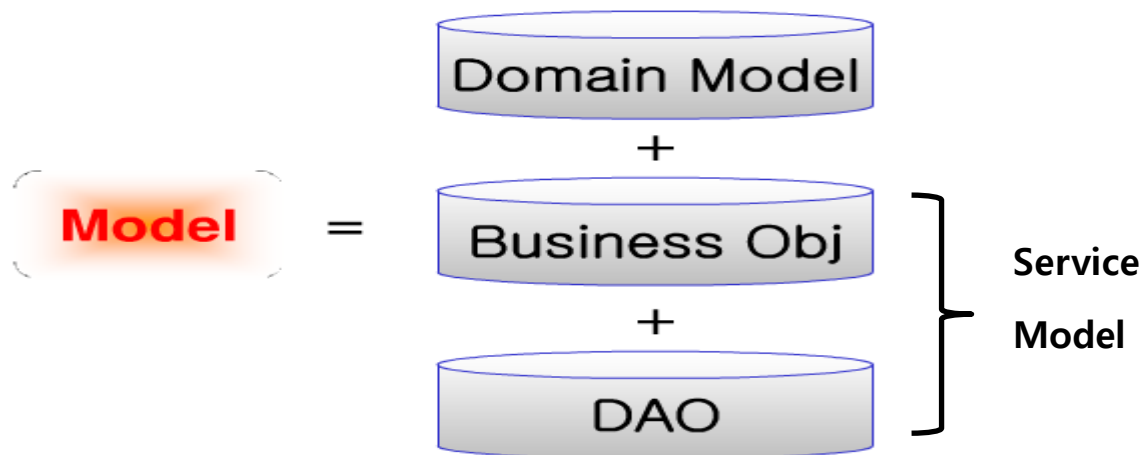 Domain Model
+
Model = Business Obj
+
DAO
Service
Model